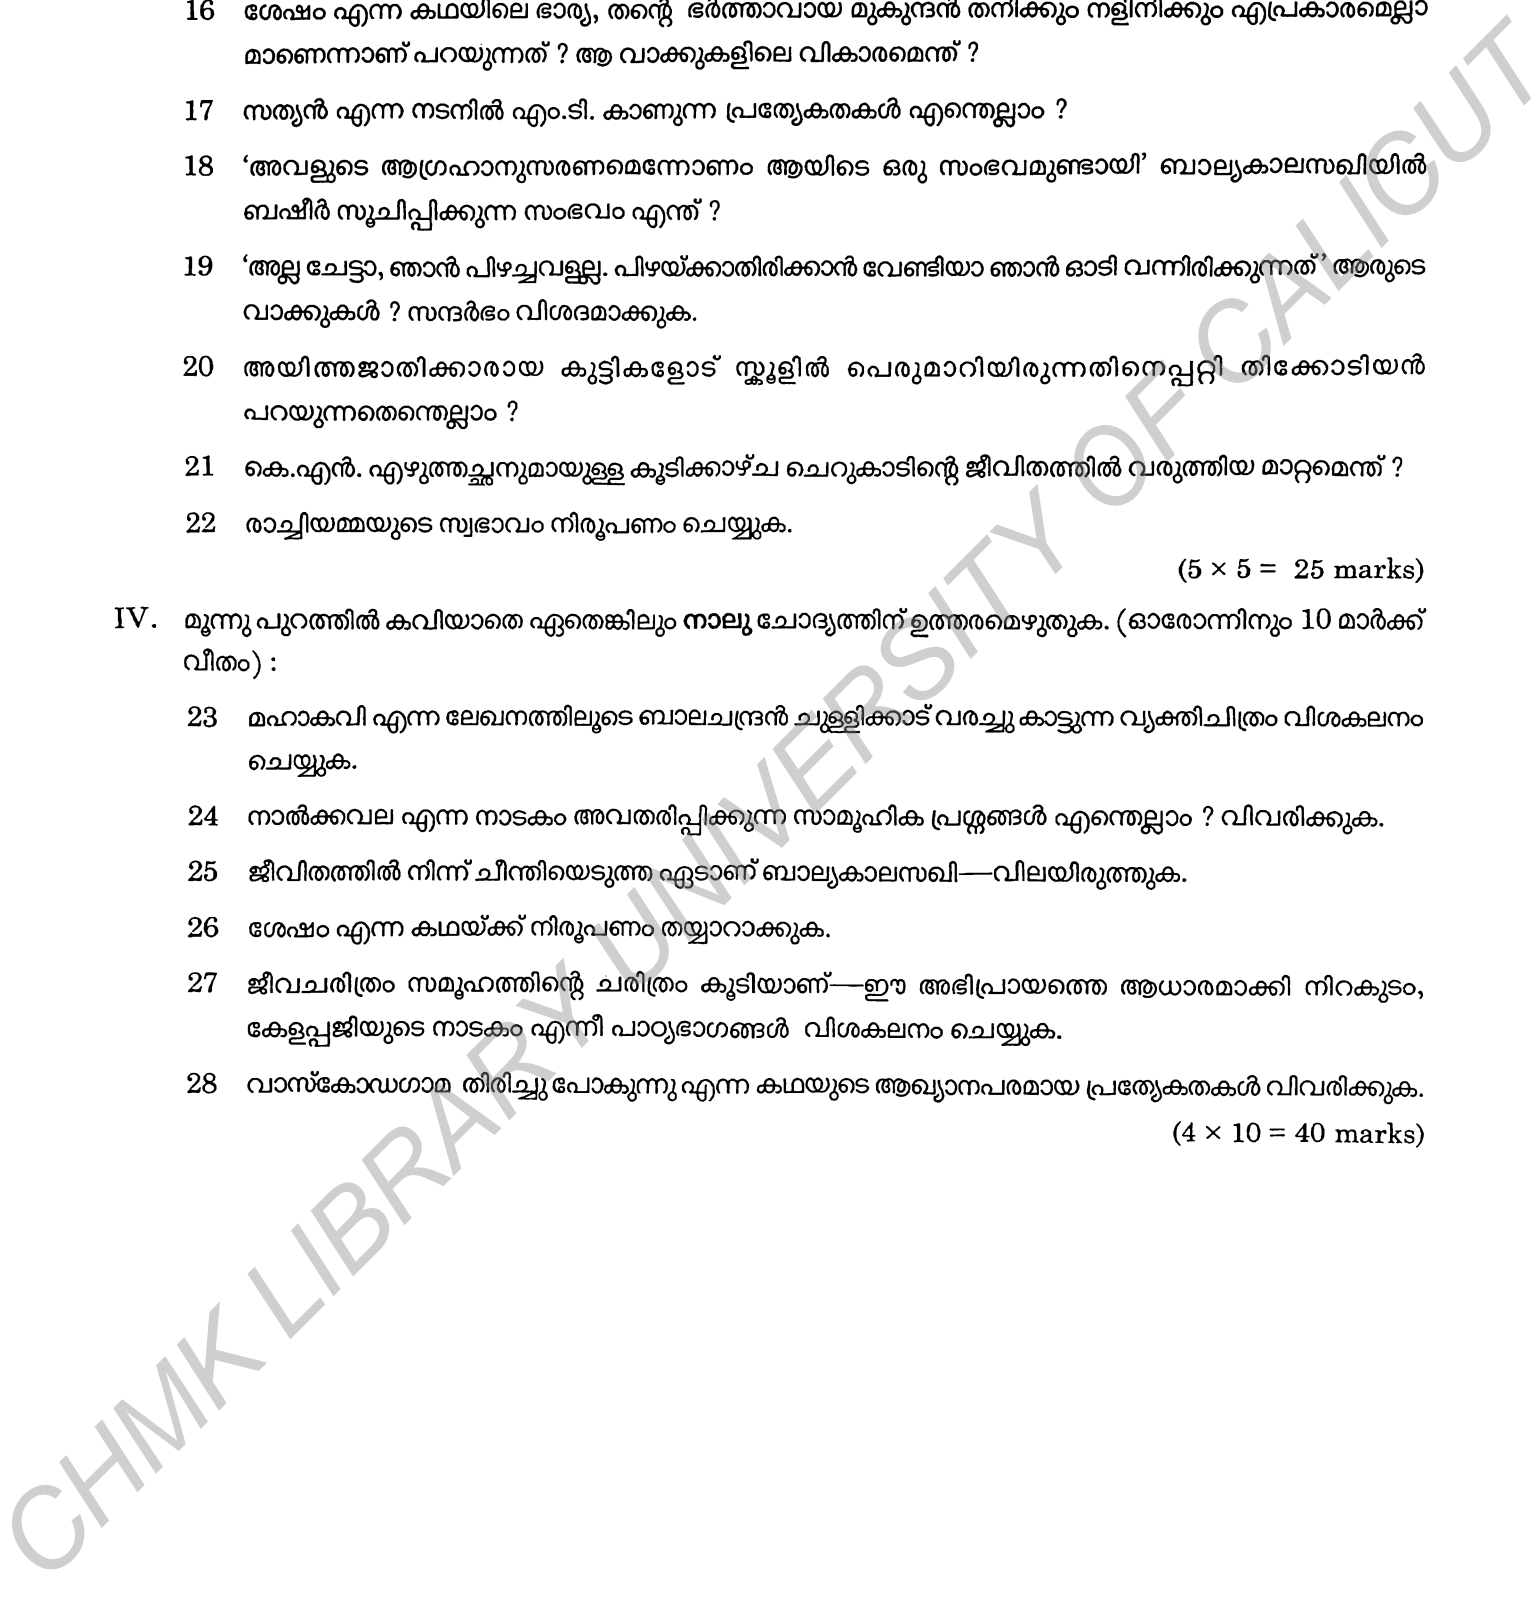 16 ശേഷം എന്ന കഥയിലെ ഭാര്യ, തന്റെ ഭർത്താവായ മുകുന്ദൻ തനിക്കും നളിനിക്കും എപ്രകാരമെല്ലാ
മാണെന്നാണ് പറയുന്നത് ? ആ വാക്കുകളിലെ വികാരമെന്ത് ?
17 സത്യൻ എന്ന നടനിൽ എം.ടി. കാണുന്ന പ്രത്യേകതകൾ എന്തെല്ലാം ?
18 ‘അവളുടെ ആഗ്രഹാനുസരണമെന്നോണം ആയിടെ ഒരു സംഭവമുണ്ടായി’ ബാല്യകാലസഖിയിൽ
ബഷീർ സൂചിപ്പിക്കുന്ന സംഭവം എന്ത് ?
19 ‘അല്ല ചേട്ടാ, ഞാൻ പിഴച്ചവളല്ല. പിഴയ്ക്കാതിരിക്കാൻ വേണ്ടിയാ ഞാൻ ഓടി വന്നിരിക്കുന്നത്’ ആരുടെ
വാക്കുകൾ ? സന്ദർഭം വിശദമാക്കുക.
20 അയിത്തജാതിക്കാരായ കുട്ടികളോട് സ്കൂളിൽ പെരുമാറിയിരുന്നതിനെപ്പറ്റി തിക്കോടിയൻ
പറയുന്നതെന്തെല്ലാം ?
21 കെ.എൻ. എഴുത്തച്ഛനുമായുള്ള കൂടിക്കാഴ്ച ചെറുകാടിന്റെ ജീവിതത്തിൽ വരുത്തിയ മാറ്റമെന്ത് ?
22 രാച്ചിയമ്മയുടെ സ്വഭാവം നിരൂപണം ചെയ്യുക.
(5 × 5 = 25 marks)
IV. മൂന്നു പുറത്തിൽ കവിയാതെ ഏതെങ്കിലും നാലു ചോദ്യത്തിന് ഉത്തരമെഴുതുക. (ഓരോന്നിനും 10 മാർക്ക്
വീതം) :
23 മഹാകവി എന്ന ലേഖനത്തിലൂടെ ബാലചന്ദ്രൻ ചുള്ളിക്കാട് വരച്ചു കാട്ടുന്ന വ്യക്തിചിത്രം വിശകലനം
ചെയ്യുക.
24 നാൽക്കവല എന്ന നാടകം അവതരിപ്പിക്കുന്ന സാമൂഹിക പ്രശ്നങ്ങൾ എന്തെല്ലാം ? വിവരിക്കുക.
25 ജീവിതത്തിൽ നിന്ന് ചീന്തിയെടുത്ത ഏടാണ് ബാല്യകാലസഖി—വിലയിരുത്തുക.
26 ശേഷം എന്ന കഥയ്ക്ക് നിരൂപണം തയ്യാറാക്കുക.
27 ജീവചരിത്രം സമൂഹത്തിന്റെ ചരിത്രം കൂടിയാണ്—ഈ അഭിപ്രായത്തെ ആധാരമാക്കി നിറകുടം,
കേളപ്പജിയുടെ നാടകം എന്നീ പാഠ്യഭാഗങ്ങൾ വിശകലനം ചെയ്യുക.
28 വാസ്കോഡഗാമ തിരിച്ചു പോകുന്നു എന്ന കഥയുടെ ആഖ്യാനപരമായ പ്രത്യേകതകൾ വിവരിക്കുക.
(4 × 10 = 40 marks)
CHMK LIBRARY UNIVERSITY OF CALICUT